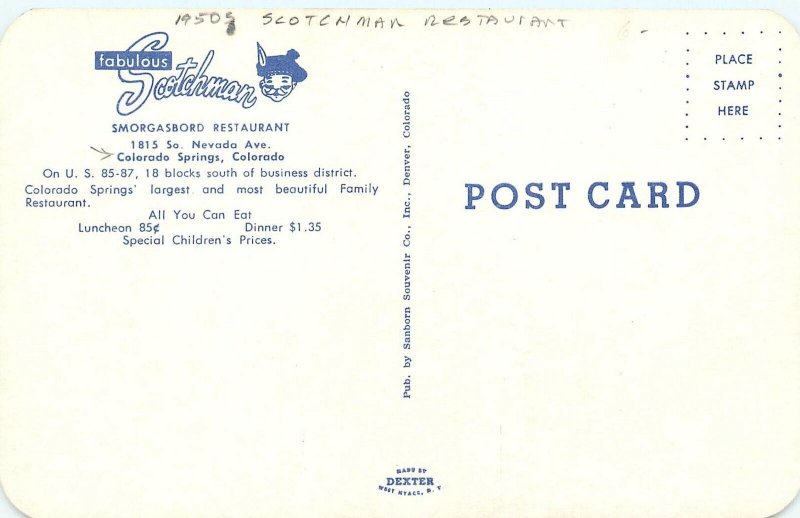 1950s SCOTCHMAN RESTAURANT
6-
fabulous
Scotchman
SMORGASBORD RESTAURANT
1815 So. Nevada Ave.
Colorado Springs, Colorado
On U. S. 85-87, 18 blocks south of business district.
Colorado Springs' largest and most beautiful Family
Restaurant.
All You Can Eat
Luncheon 85¢ Dinner $1.35
Special Children's Prices.
Pub. by Sanborn Souvenir Co., Inc., Denver, Colorado
PLACE
STAMP
HERE
POST CARD
MADE BY
DEXTER
WEST NYACK, N. Y.